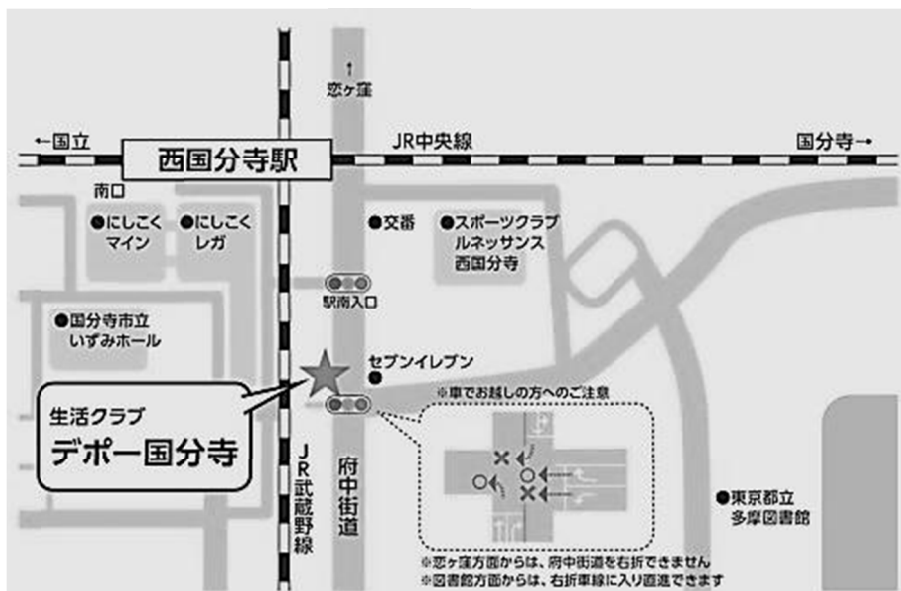 ↑
恋ヶ窪
←国立
JR中央線
国分寺→
西国分寺駅
南口
●にしこく
マイン
●にしこく
レガ
●交番
●スポーツクラブ
ルネッサンス
西国分寺
駅南入口
●国分寺市立
いずみホール
セブンイレブン
●
※車でお越しの方へのご注意
生活クラブ
デポー国分寺
JR武蔵野線
府中街道
●東京都立
多摩図書館
※恋ヶ窪方面からは、府中街道を右折できません
※図書館方面からは、右折車線に入り直進できます